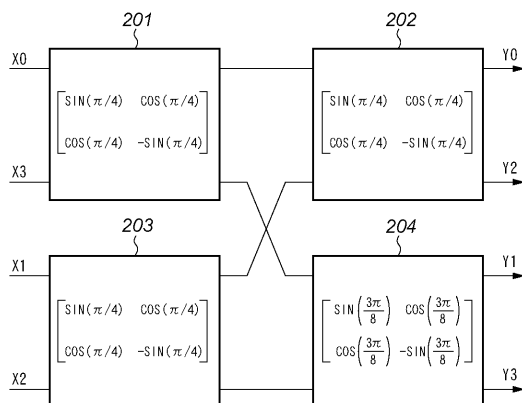 201
202
X0
Y0
[SIN(π/4) COS(π/4)
COS(π/4) -SIN(π/4)]
[SIN(π/4) COS(π/4)
COS(π/4) -SIN(π/4)]
X3
Y2
203
204
X1
Y1
[SIN(π/4) COS(π/4)
COS(π/4) -SIN(π/4)]
[SIN(3π/8) COS(3π/8)
COS(3π/8) -SIN(3π/8)]
X2
Y3